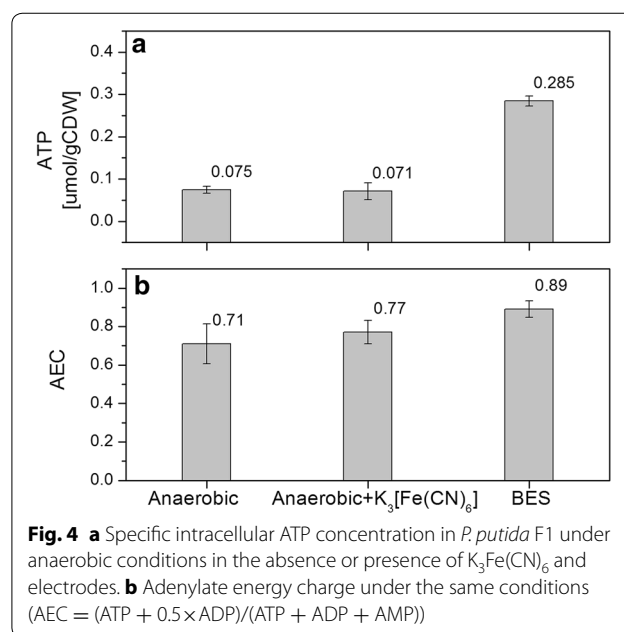 a
0.4
0.3
0.2
0.1
0.0
ATP
[umol/gCDW]
0.075
0.071
0.285
b
1.0
0.8
0.6
0.4
0.2
0.0
AEC
0.71
0.77
0.89
Anaerobic
Anaerobic+K₃[Fe(CN)₆]
BES
Fig. 4 a Specific intracellular ATP concentration in P. putida F1 under
anaerobic conditions in the absence or presence of K₃Fe(CN)₆ and
electrodes. b Adenylate energy charge under the same conditions
(AEC = (ATP + 0.5 × ADP)/(ATP + ADP + AMP))